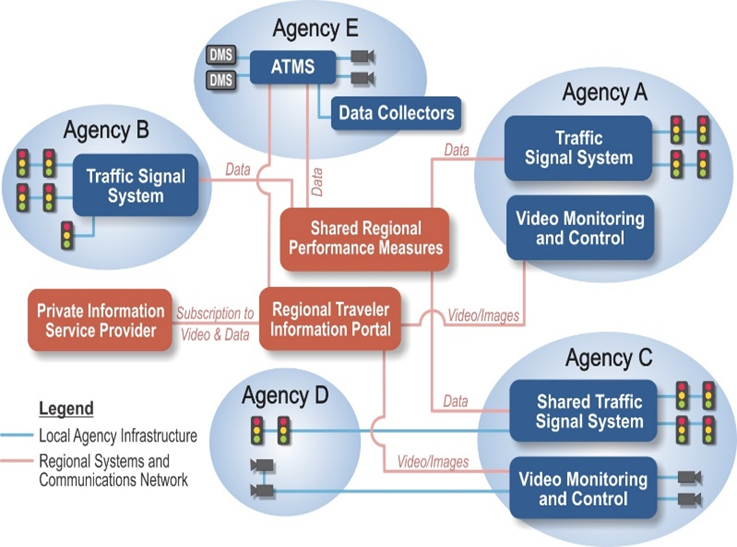 Agency E
DMS
ATMS
DMS
Data Collectors
Agency A
Traffic
Signal System
Video Monitoring
and Control
Agency B
Traffic Signal
System
Data
Data
Data
Shared Regional
Performance Measures
Private Information
Service Provider
Subscription to
Video & Data
Regional Traveler
Information Portal
Video/Images
Agency C
Shared Traffic
Signal System
Video Monitoring
and Control
Agency D
Data
Video/Images
Legend
Local Agency Infrastructure
Regional Systems and
Communications Network